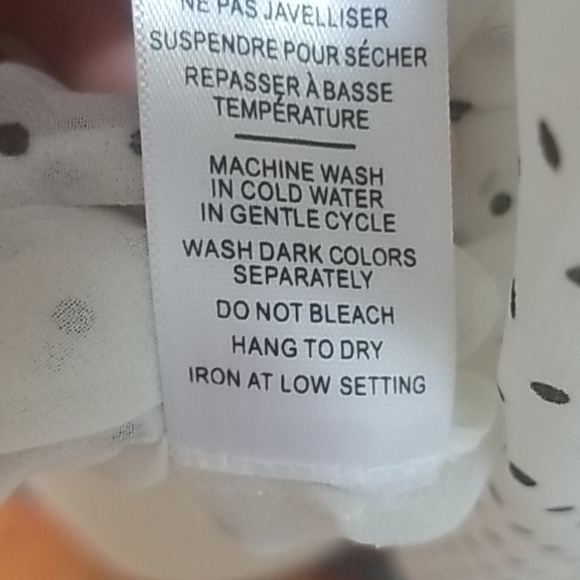 NE PAS JAVELLISER
SUSPENDRE POUR SÉCHER
REPASSER À BASSE
TEMPÉRATURE
MACHINE WASH
IN COLD WATER
IN GENTLE CYCLE
WASH DARK COLORS
SEPARATELY
DO NOT BLEACH
HANG TO DRY
IRON AT LOW SETTING